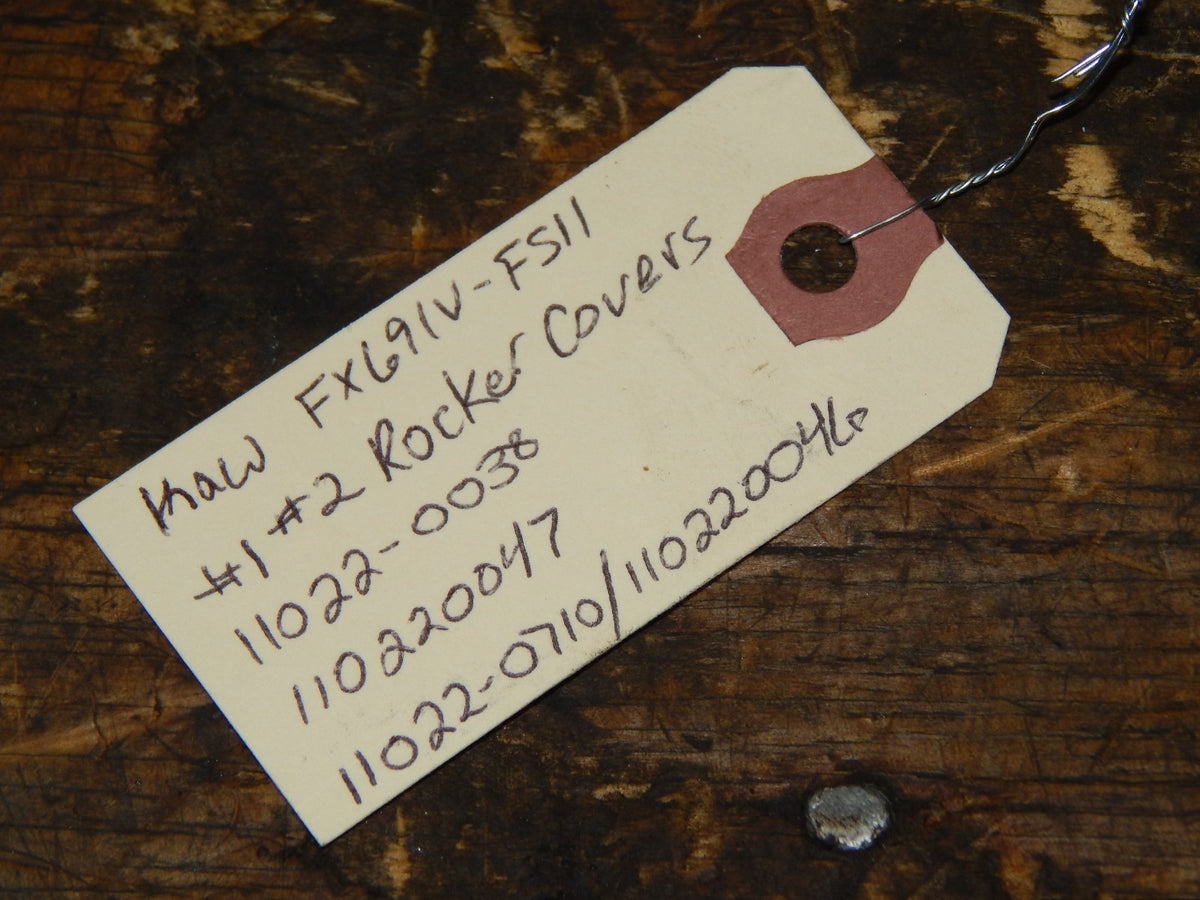 Kaw FX691V-FS11
#1 #2 Rocker Covers
11022-0038
110220047
11022-0710/110220046